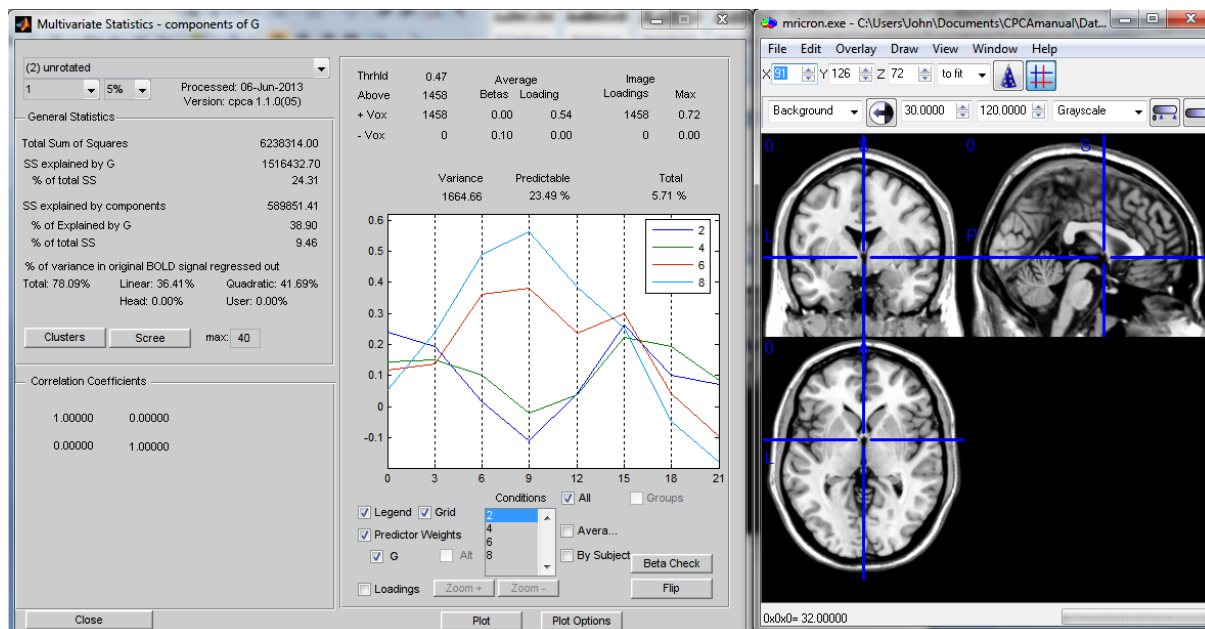 Multivariate Statistics - components of G
(2) unrotated
1 5% Processed: 06-Jun-2013
Version: cpca 1.1.0(05)
General Statistics
Total Sum of Squares 6238314.00
SS explained by G 1516432.70
% of total SS 24.31
SS explained by components 589851.41
% of Explained by G 38.90
% of total SS 9.46
% of variance in original BOLD signal regressed out
Total: 78.09% Linear: 36.41% Quadratic: 41.69%
Head: 0.00% User: 0.00%
Clusters Scree max: 40
Correlation Coefficients
1.00000 0.00000
0.00000 1.00000
Close
Thrhld 0.47 Average Image
Above 1458 Betas Loading Loadings Max
+ Vox 1458 0.00 0.54 1458 0.72
- Vox 0 0.10 0.00 0 0.00
Variance Predictable Total
1664.66 23.49 % 5.71 %
0.6
0.5
0.4
0.3
0.2
0.1
0
-0.1
2
4
6
8
0 3 6 9 12 15 18 21
Conditions All Groups
Legend Grid
2
4
6
8
Predictor Weights
G Alt
Avera...
By Subject
Beta Check
Loadings Zoom + Zoom - Flip
Plot Plot Options
mricron.exe - C:\Users\John\Documents\CPCAmanual\Dat...
File Edit Overlay Draw View Window Help
X 91 Y 126 Z 72 to fit
Background 30.0000 120.0000 Grayscale
0 S 0 S
L P
0 A
L
0x0x0= 32.00000